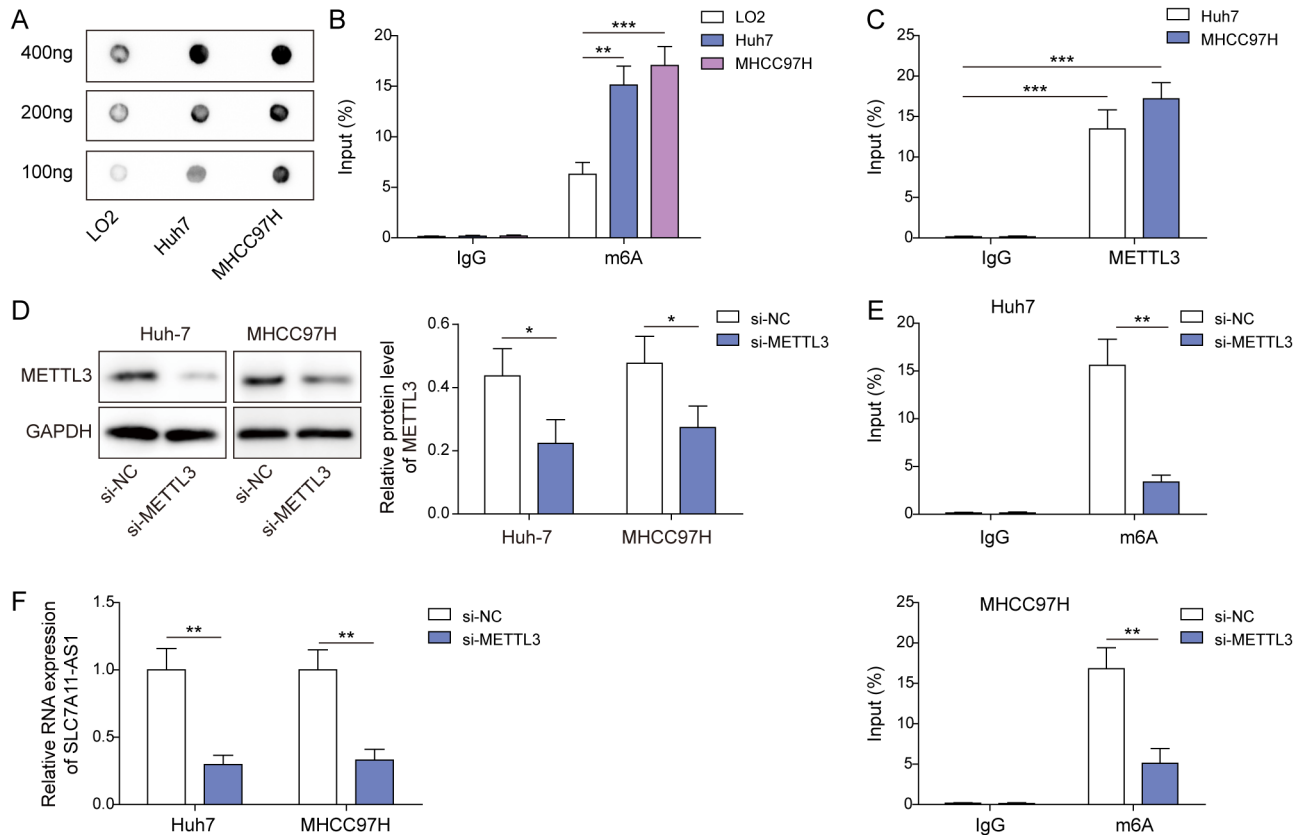 A
400ng
200ng
100ng
LO2
Huh7
MHCC97H
B
Input (%)
20
15
10
5
0
**
***
IgG
m6A
LO2
Huh7
MHCC97H
C
Input (%)
25
20
15
10
5
0
***
***
IgG
METTL3
Huh7
MHCC97H
D
Huh-7
MHCC97H
METTL3
GAPDH
si-NC
si-METTL3
si-NC
si-METTL3
Relative protein level
of METTL3
0.6
0.4
0.2
0.0
*
*
Huh-7
MHCC97H
si-NC
si-METTL3
E
Huh7
Input (%)
20
15
10
5
0
**
IgG
m6A
si-NC
si-METTL3
MHCC97H
Input (%)
25
20
15
10
5
0
**
IgG
m6A
si-NC
si-METTL3
F
Relative RNA expression
of SLC7A11-AS1
1.5
1.0
0.5
0.0
**
**
Huh7
MHCC97H
si-NC
si-METTL3